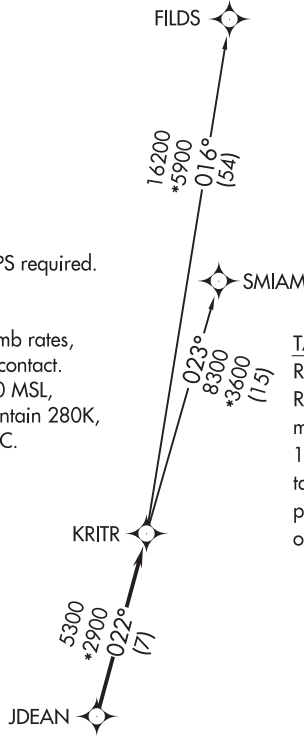 FILDS
16200
*5900
016°
(54)
PS required.
SMIAM
mb rates,
contact.
0 MSL,
ntain 280K,
C.
023°
8300
*3600
(15)
TA
R
R
m
1
to
p
o
KRITR
5300
*2900
022°
(7)
JDEAN